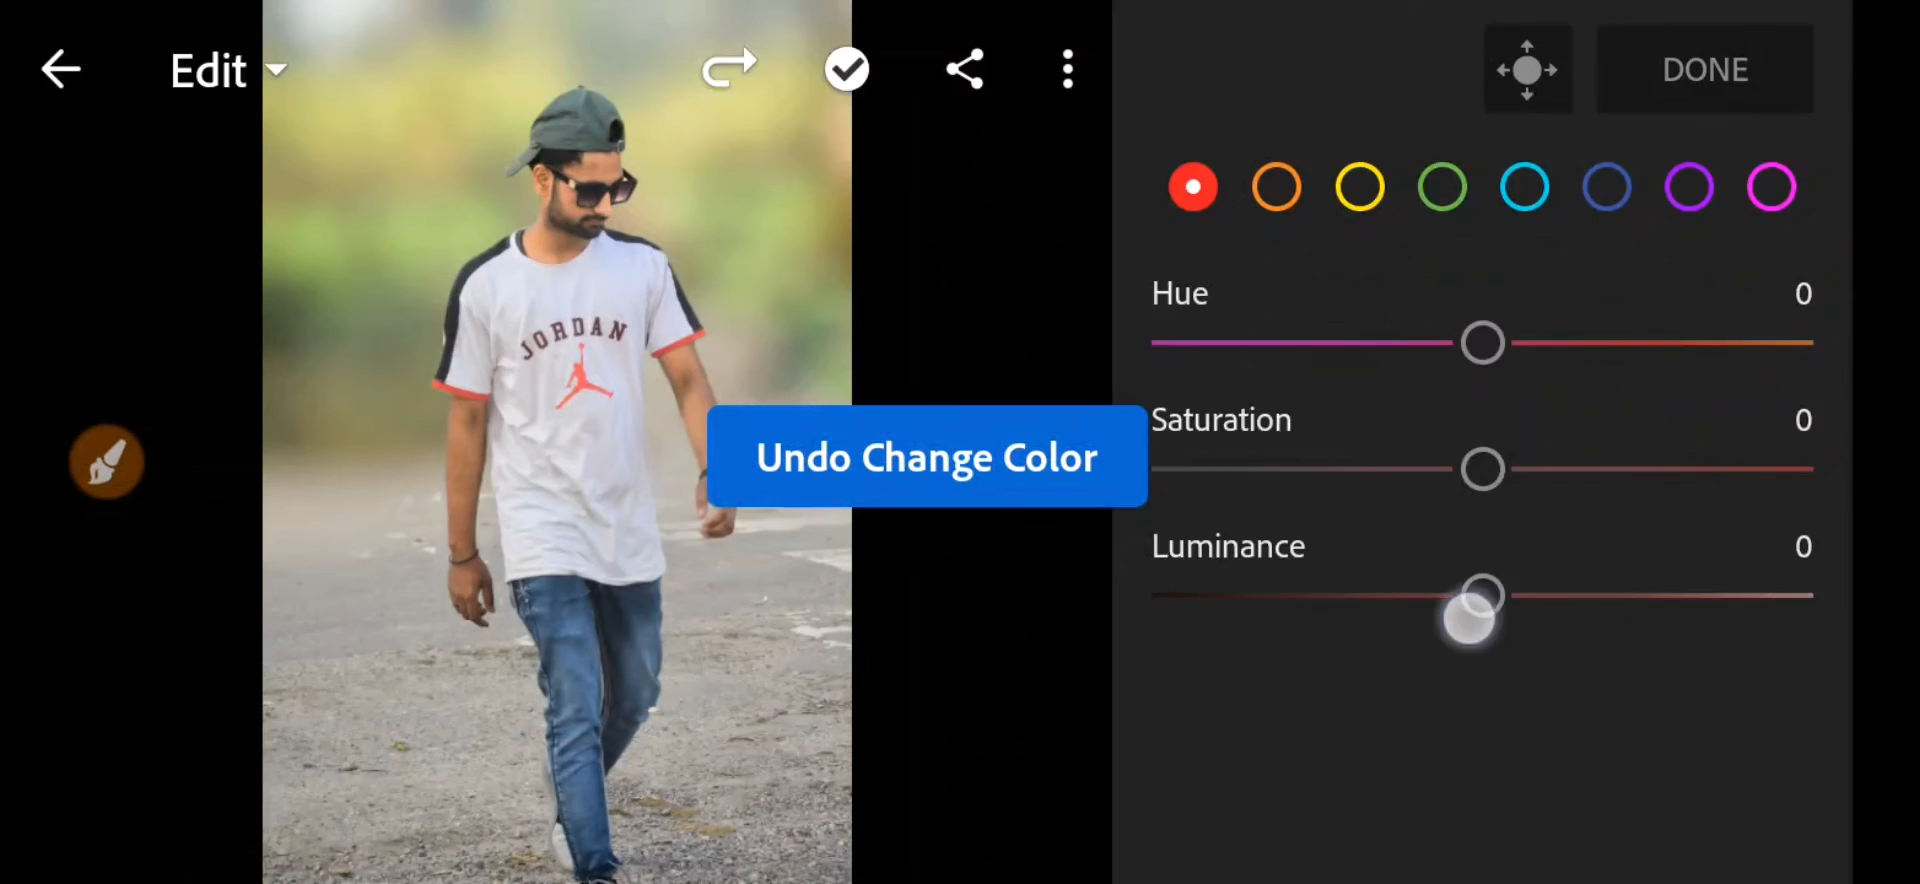 Edit
DONE
Hue
0
JORDAN
Saturation
0
Undo Change Color
Luminance
0